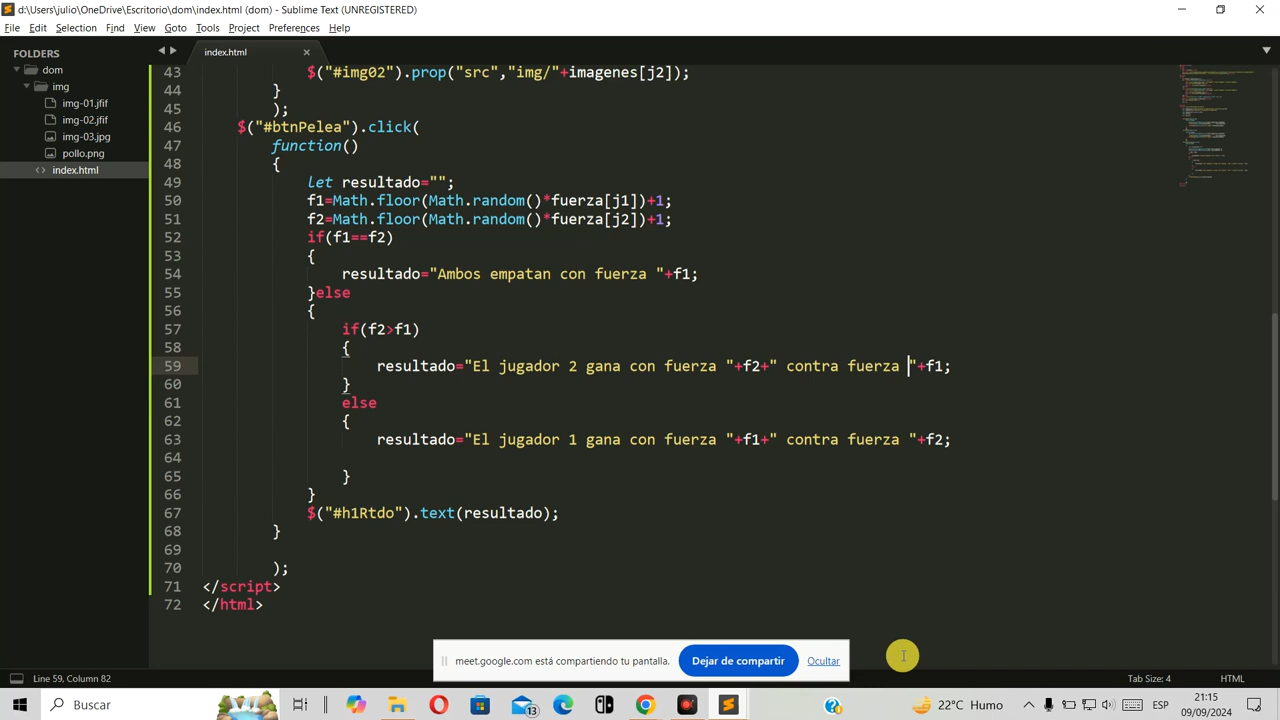 d:\Users\julio\OneDrive\Escritorio\dom\index.html (dom) - Sublime Text (UNREGISTERED)
File Edit Selection Find View Goto Tools Project Preferences Help
FOLDERS
dom
img
img-01.jfif
img-02.jfif
img-03.jpg
pollo.png
index.html
index.html
43 $("#img02").prop("src","img/"+imagenes[j2]);
44 }
45 );
46 $("#btnPelea").click(
47 function()
48 {
49 let resultado="";
50 f1=Math.floor(Math.random()*fuerza[j1])+1;
51 f2=Math.floor(Math.random()*fuerza[j2])+1;
52 if(f1==f2)
53 {
54 resultado="Ambos empatan con fuerza "+f1;
55 }else
56 {
57 if(f2>f1)
58 {
59 resultado="El jugador 2 gana con fuerza "+f2+" contra fuerza "+f1;
60 }
61 else
62 {
63 resultado="El jugador 1 gana con fuerza "+f1+" contra fuerza "+f2;
64
65 }
66 }
67 $("#h1Rtdo").text(resultado);
68 }
69
70 );
71 </script>
72 </html>
meet.google.com está compartiendo tu pantalla. Dejar de compartir Ocultar
Line 59, Column 82 Tab Size: 4 HTML
Buscar 13 22°C Humo ESP 21:15
09/09/2024